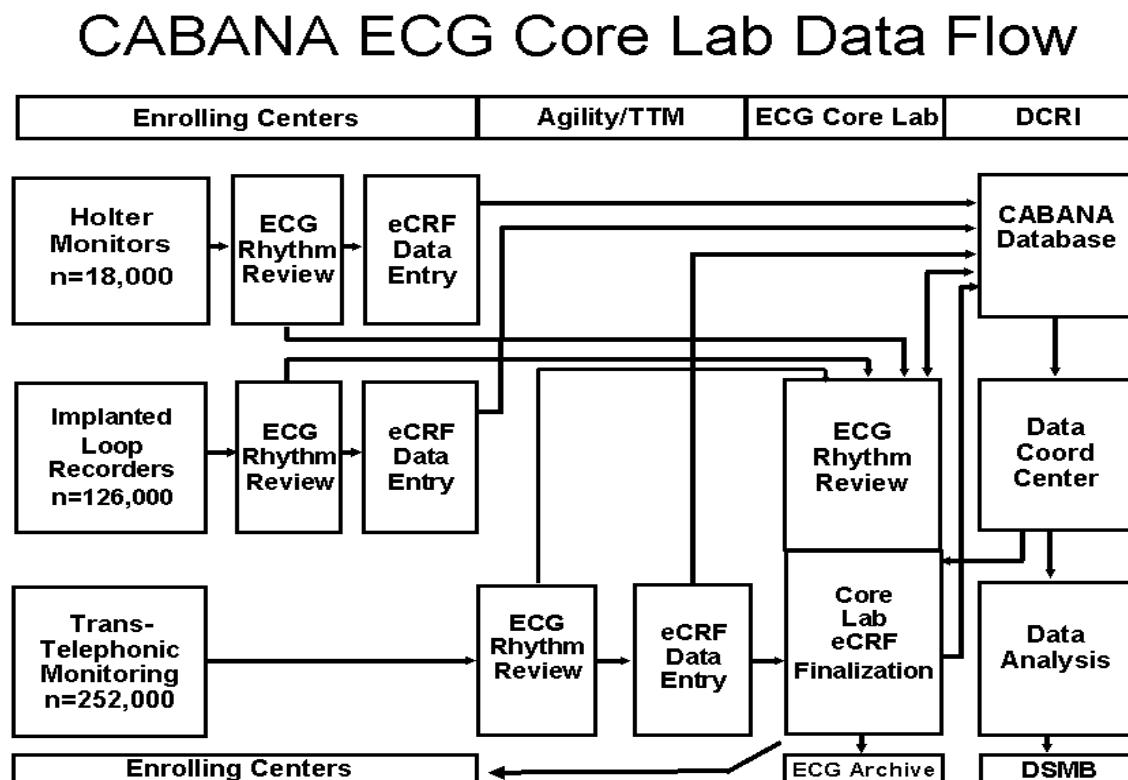 CABANA ECG Core Lab Data Flow
Enrolling Centers
Agility/TTM
ECG Core Lab
DCRI
Holter
Monitors
n=18,000
ECG
Rhythm
Review
eCRF
Data
Entry
CABANA
Database
Implanted
Loop
Recorders
n=126,000
ECG
Rhythm
Review
eCRF
Data
Entry
ECG
Rhythm
Review
Data
Coord
Center
Trans-
Telephonic
Monitoring
n=252,000
ECG
Rhythm
Review
eCRF
Data
Entry
Core
Lab
eCRF
Finalization
Data
Analysis
Enrolling Centers
ECG Archive
DSMB